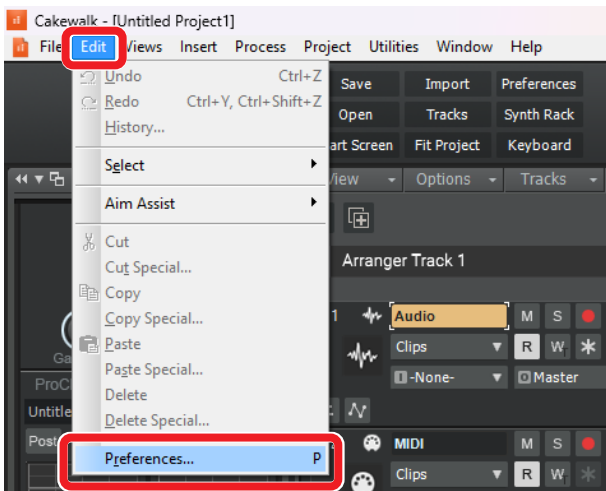 Cakewalk - [Untitled Project1]
File Edit Views Insert Process Project Utilities Window Help
Undo Ctrl+Z
Redo Ctrl+Y, Ctrl+Shift+Z
History...
Select
Aim Assist
Cut
Cut Special...
Copy
Copy Special...
Paste
Paste Special...
Delete
Delete Special...
Preferences... P
Save Import Preferences
Open Tracks Synth Rack
art Screen Fit Project Keyboard
View Options Tracks
Arranger Track 1
1 Audio M S
Clips R W
-None- Master
MIDI M S
Clips R W
Ga
ProC
Untitle
Post